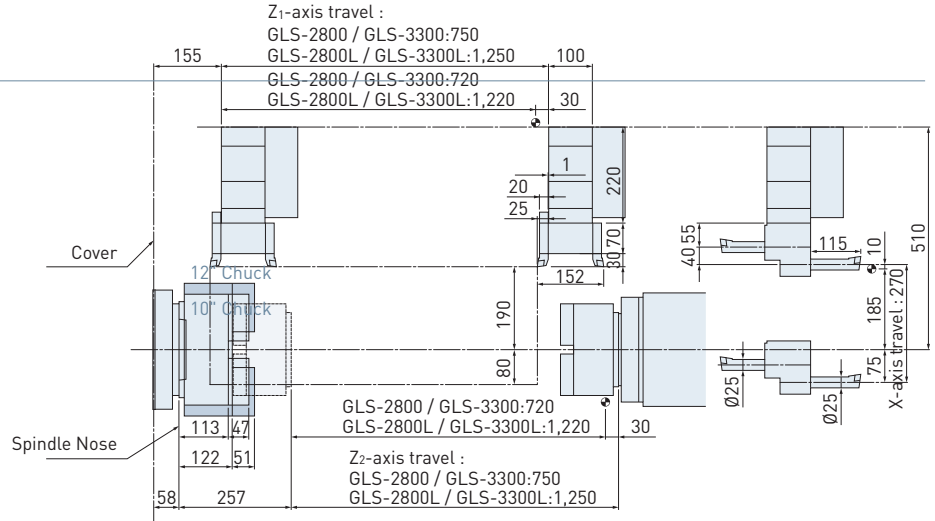 Z1-axis travel :
GLS-2800 / GLS-3300:750
155
GLS-2800L / GLS-3300L:1,250
100
GLS-2800 / GLS-3300:720
GLS-2800L / GLS-3300L:1,220
30
1
20
25
220
70
30
152
Cover
12" Chuck
10" Chuck
190
80
55
40
115
10
510
185
75
X-axis travel : 270
Ø25
Ø25
GLS-2800 / GLS-3300:720
GLS-2800L / GLS-3300L:1,220
30
Spindle Nose
113
47
122
51
Z2-axis travel :
GLS-2800 / GLS-3300:750
GLS-2800L / GLS-3300L:1,250
58
257